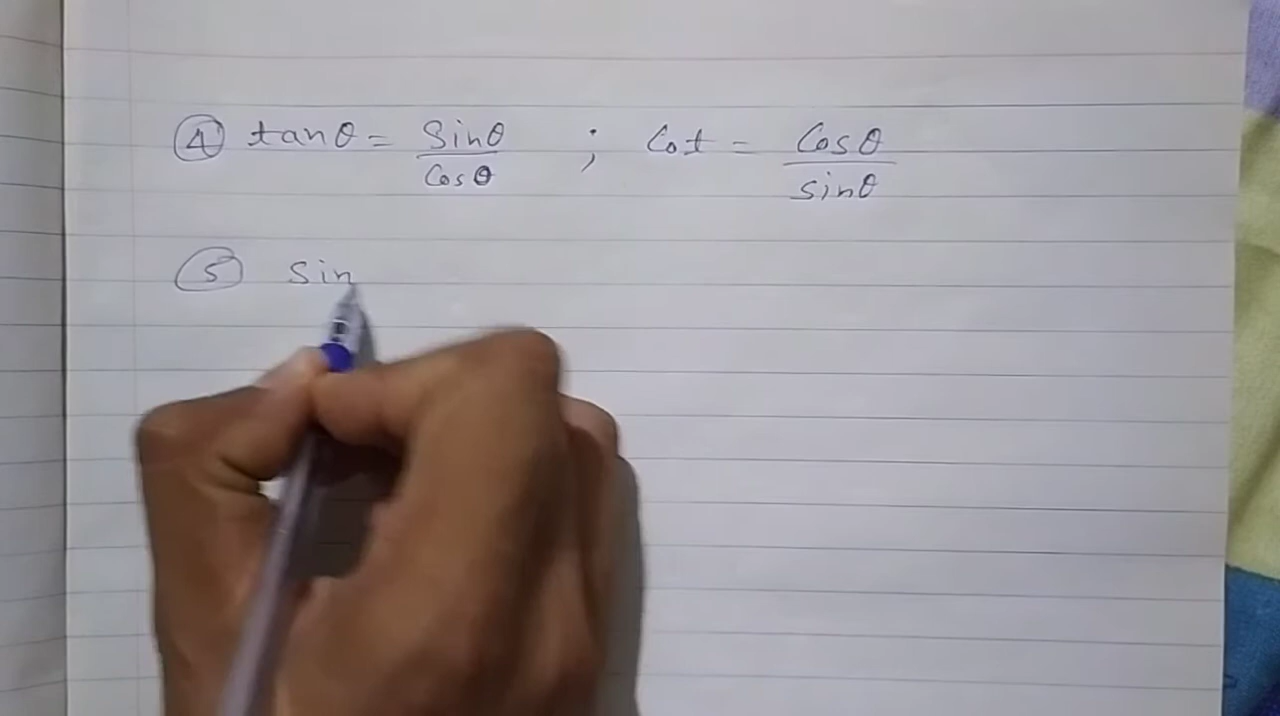 ④ tanθ = Sinθ / Cosθ ; Cot = Cosθ / sinθ
⑤ Sin